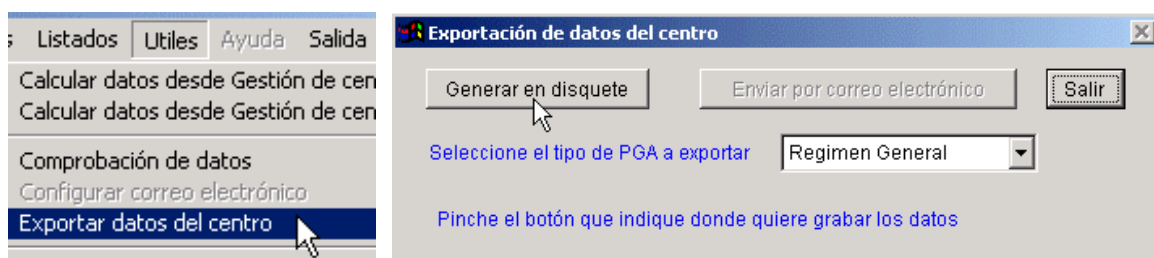 Listados Utiles Ayuda Salida
Calcular datos desde Gestión de cen
Calcular datos desde Gestión de cen
Comprobación de datos
Configurar correo electrónico
Exportar datos del centro
Exportación de datos del centro
Generar en disquete Enviar por correo electrónico Salir
Seleccione el tipo de PGA a exportar Regimen General
Pinche el botón que indique donde quiere grabar los datos